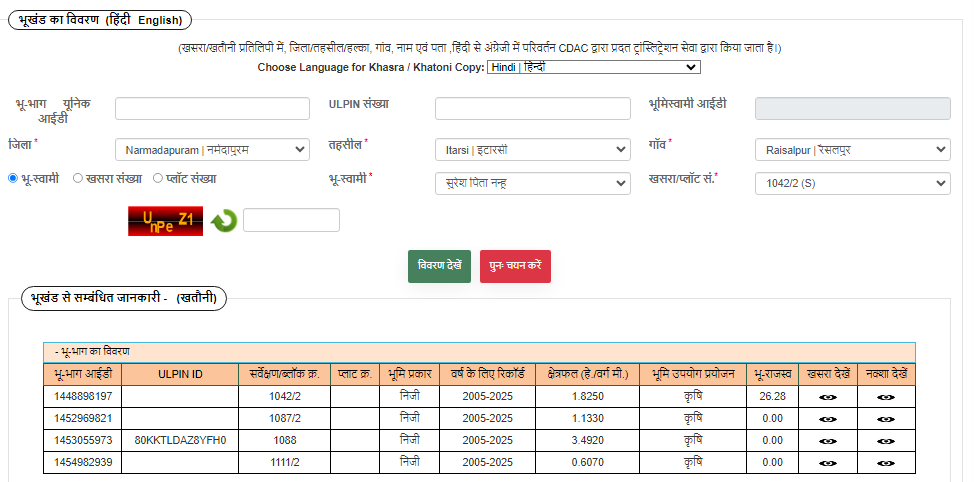 भूखंड का विवरण (हिंदी English)
(खसरा/खतौनी प्रतिलिपी में, जिला/तहसील/हल्का, गांव, नाम एवं पता ,हिंदी से अंग्रेजी में परिवर्तन CDAC द्वारा प्रदत ट्रांस्लिट्रेशन सेवा द्वारा किया जाता है।)
Choose Language for Khasra / Khatoni Copy: Hindi | हिन्दी
भू-भाग यूनिक आईडी ULPIN संख्या भूमिस्वामी आईडी
जिला * Narmadapuram | नर्मदापुरम तहसील * Itarsi | इटारसी गाँव * Raisalpur | रैसलपुर
भू-स्वामी खसरा संख्या प्लॉट संख्या भू-स्वामी * सुरेश पिता नन्हू खसरा/प्लॉट सं.* 1042/2 (S)
UnPe Z1
विवरण देखें पुनः चयन करें
भूखंड से सम्बंधित जानकारी - (खतौनी)
- भू-भाग का विवरण
भू-भाग आईडी ULPIN ID सर्वेक्षण/ब्लॉक क्र. प्लाट क्र. भूमि प्रकार वर्ष के लिए रिकॉर्ड क्षेत्रफल (हे./वर्ग मी.) भूमि उपयोग प्रयोजन भू-राजस्व खसरा देखें नक्शा देखें
1448898197 1042/2 निजी 2005-2025 1.8250 कृषि 26.28
1452969821 1087/2 निजी 2005-2025 1.1330 कृषि 0.00
1453055973 80KKTLDAZ8YFH0 1088 निजी 2005-2025 3.4920 कृषि 0.00
1454982939 1111/2 निजी 2005-2025 0.6070 कृषि 0.00